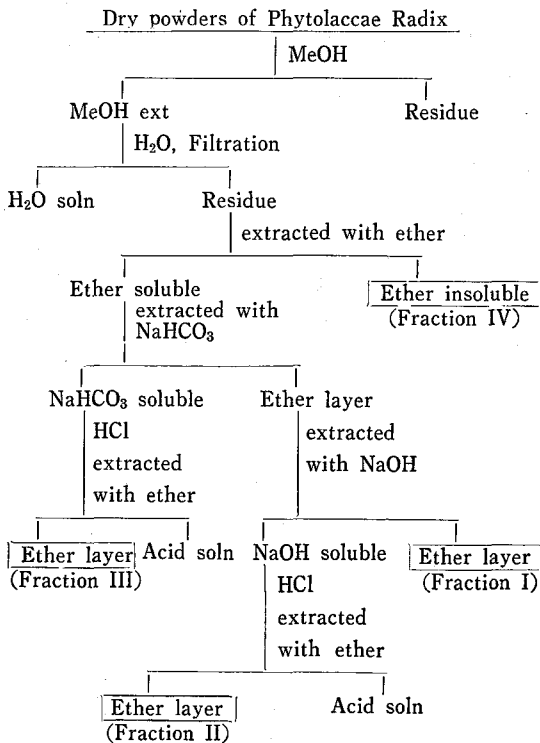 Dry powders of Phytolaccae Radix
MeOH
MeOH ext
Residue
H₂O, Filtration
H₂O soln
Residue
extracted with ether
Ether soluble
Ether insoluble
(Fraction IV)
extracted with
NaHCO₃
NaHCO₃ soluble
Ether layer
HCl
extracted
with ether
extracted
with NaOH
Ether layer
(Fraction III)
Acid soln
NaOH soluble
Ether layer
(Fraction I)
HCl
extracted
with ether
Ether layer
(Fraction II)
Acid soln